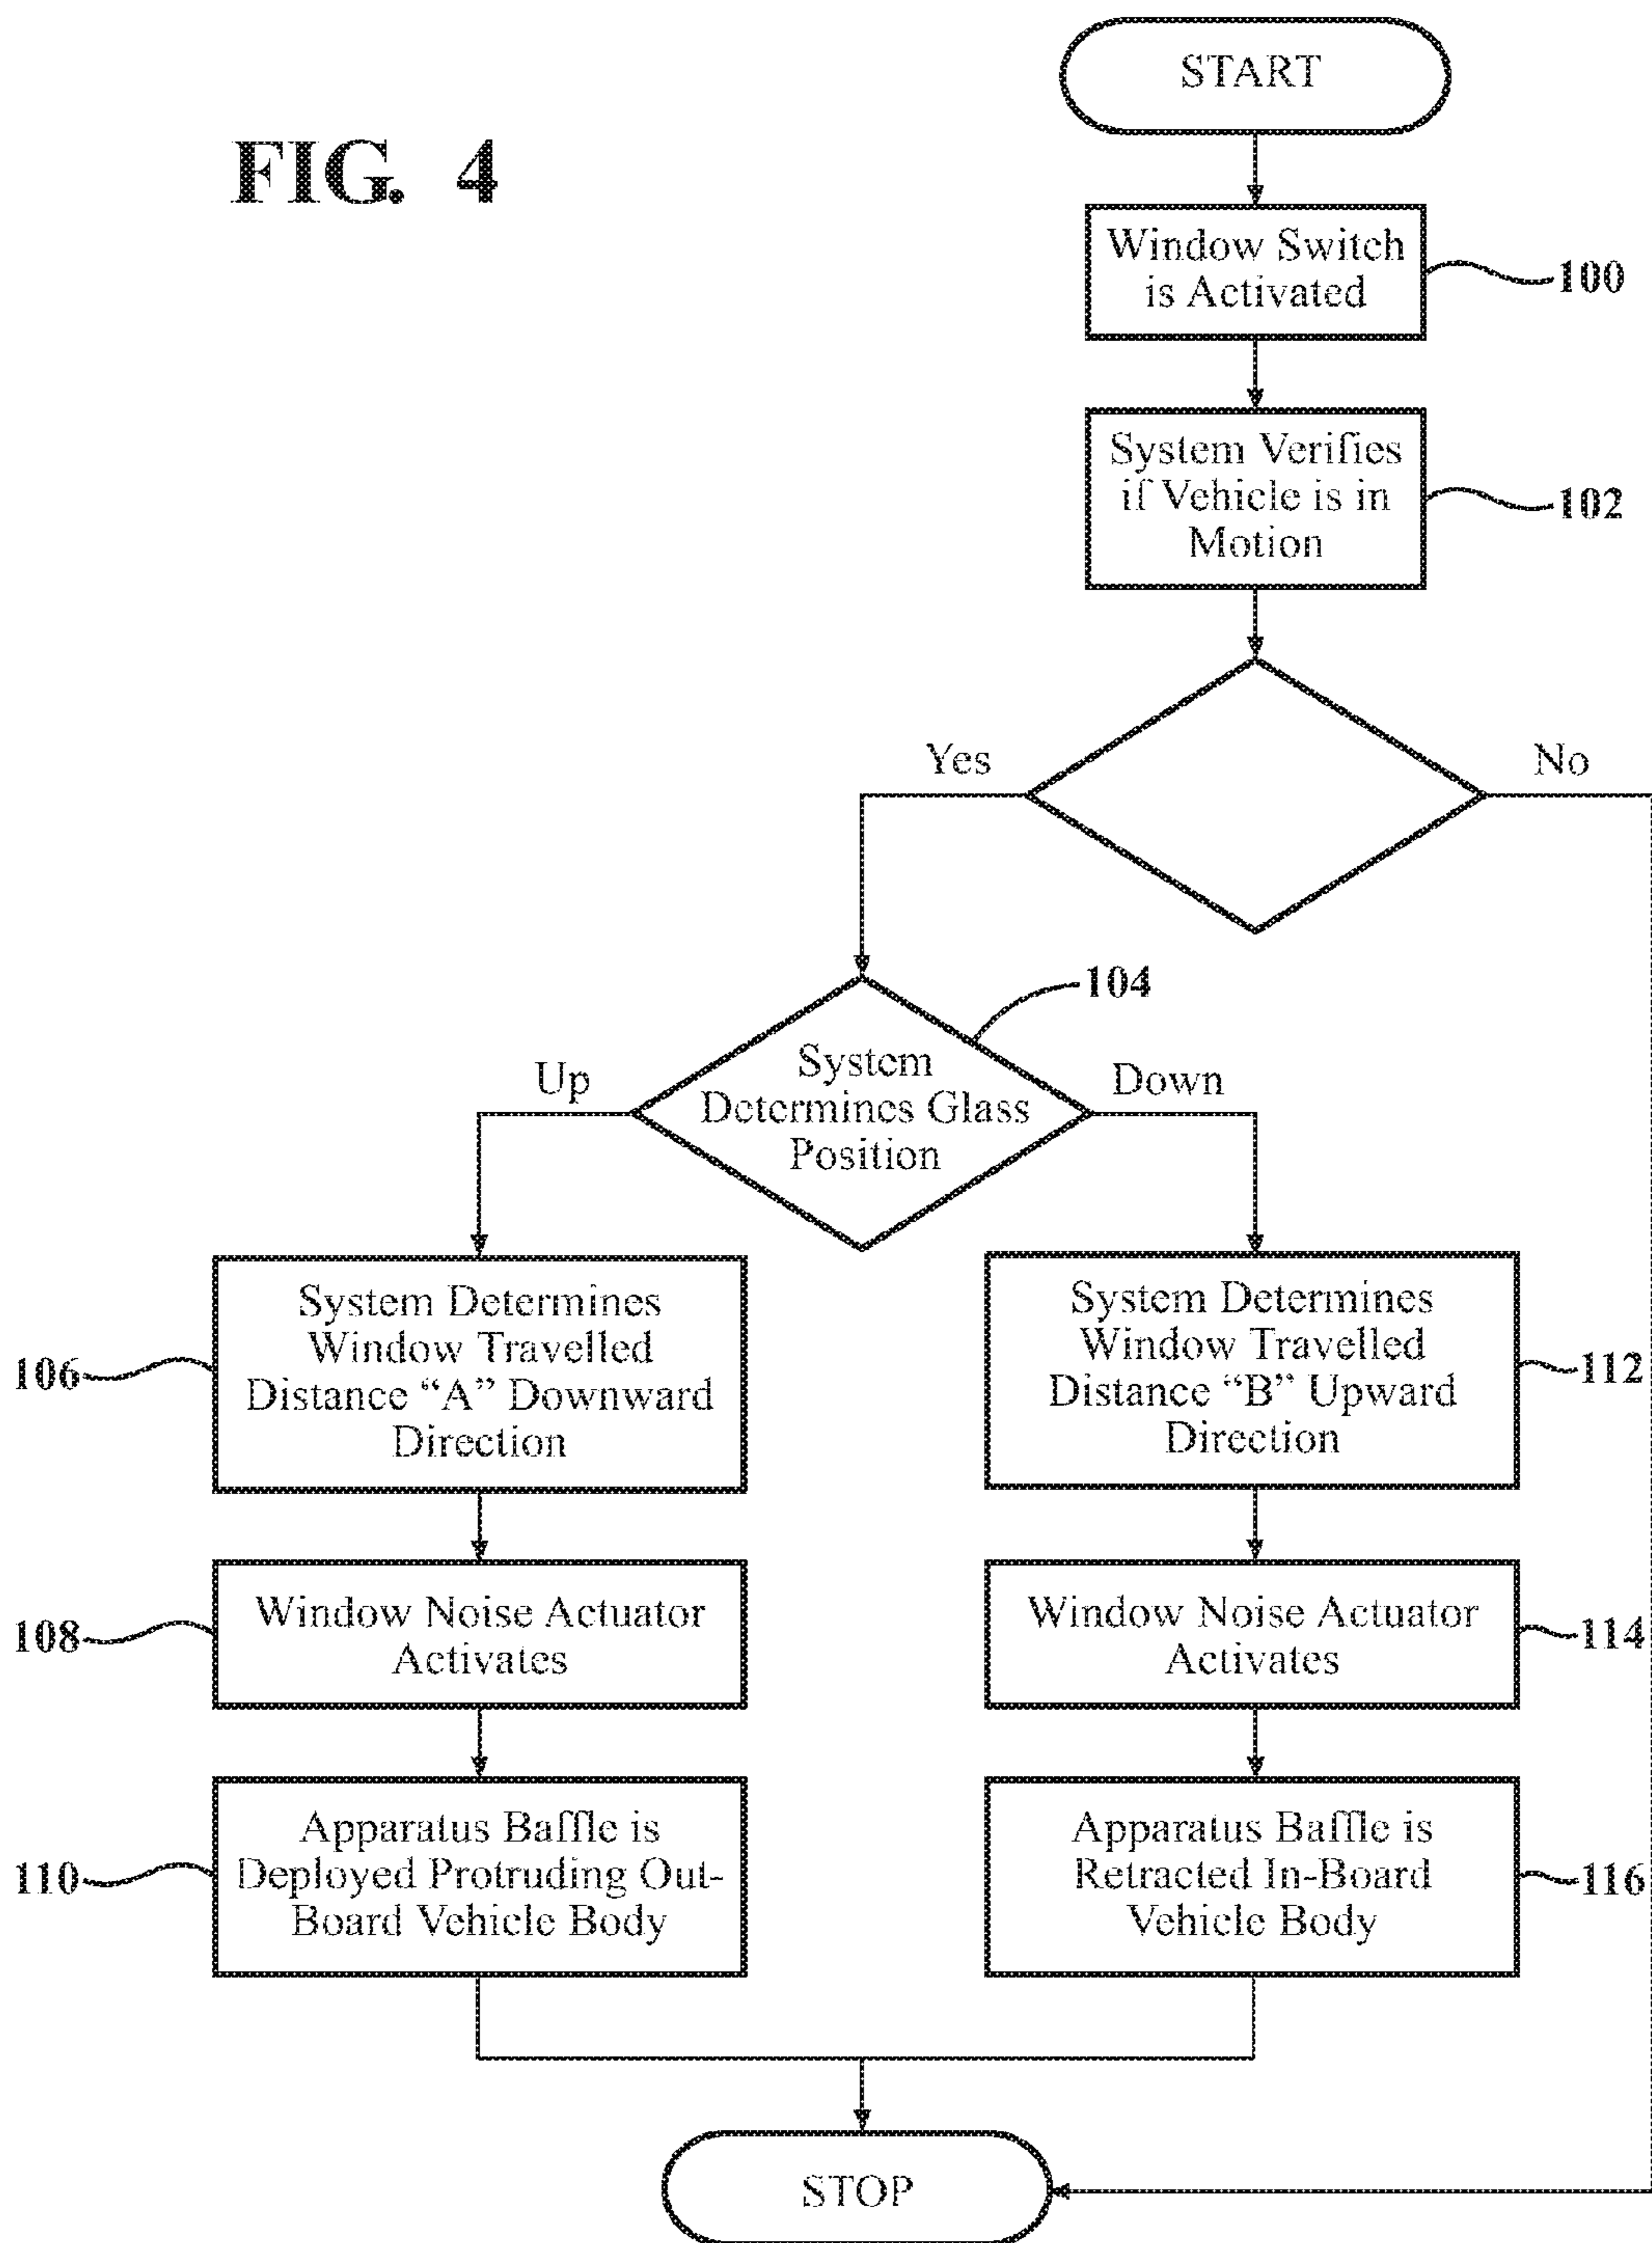 FIG. 4
START
Window Switch
is Activated
100
System Verifies
if Vehicle is in
Motion
102
Yes
No
104
System
Determines Glass
Position
Up
Down
System Determines
Window Travelled
Distance “A” Downward
Direction
106
System Determines
Window Travelled
Distance “B” Upward
Direction
112
Window Noise Actuator
Activates
108
Window Noise Actuator
Activates
114
Apparatus Baffle is
Deployed Protruding Out-
Board Vehicle Body
110
Apparatus Baffle is
Retracted In-Board
Vehicle Body
116
STOP